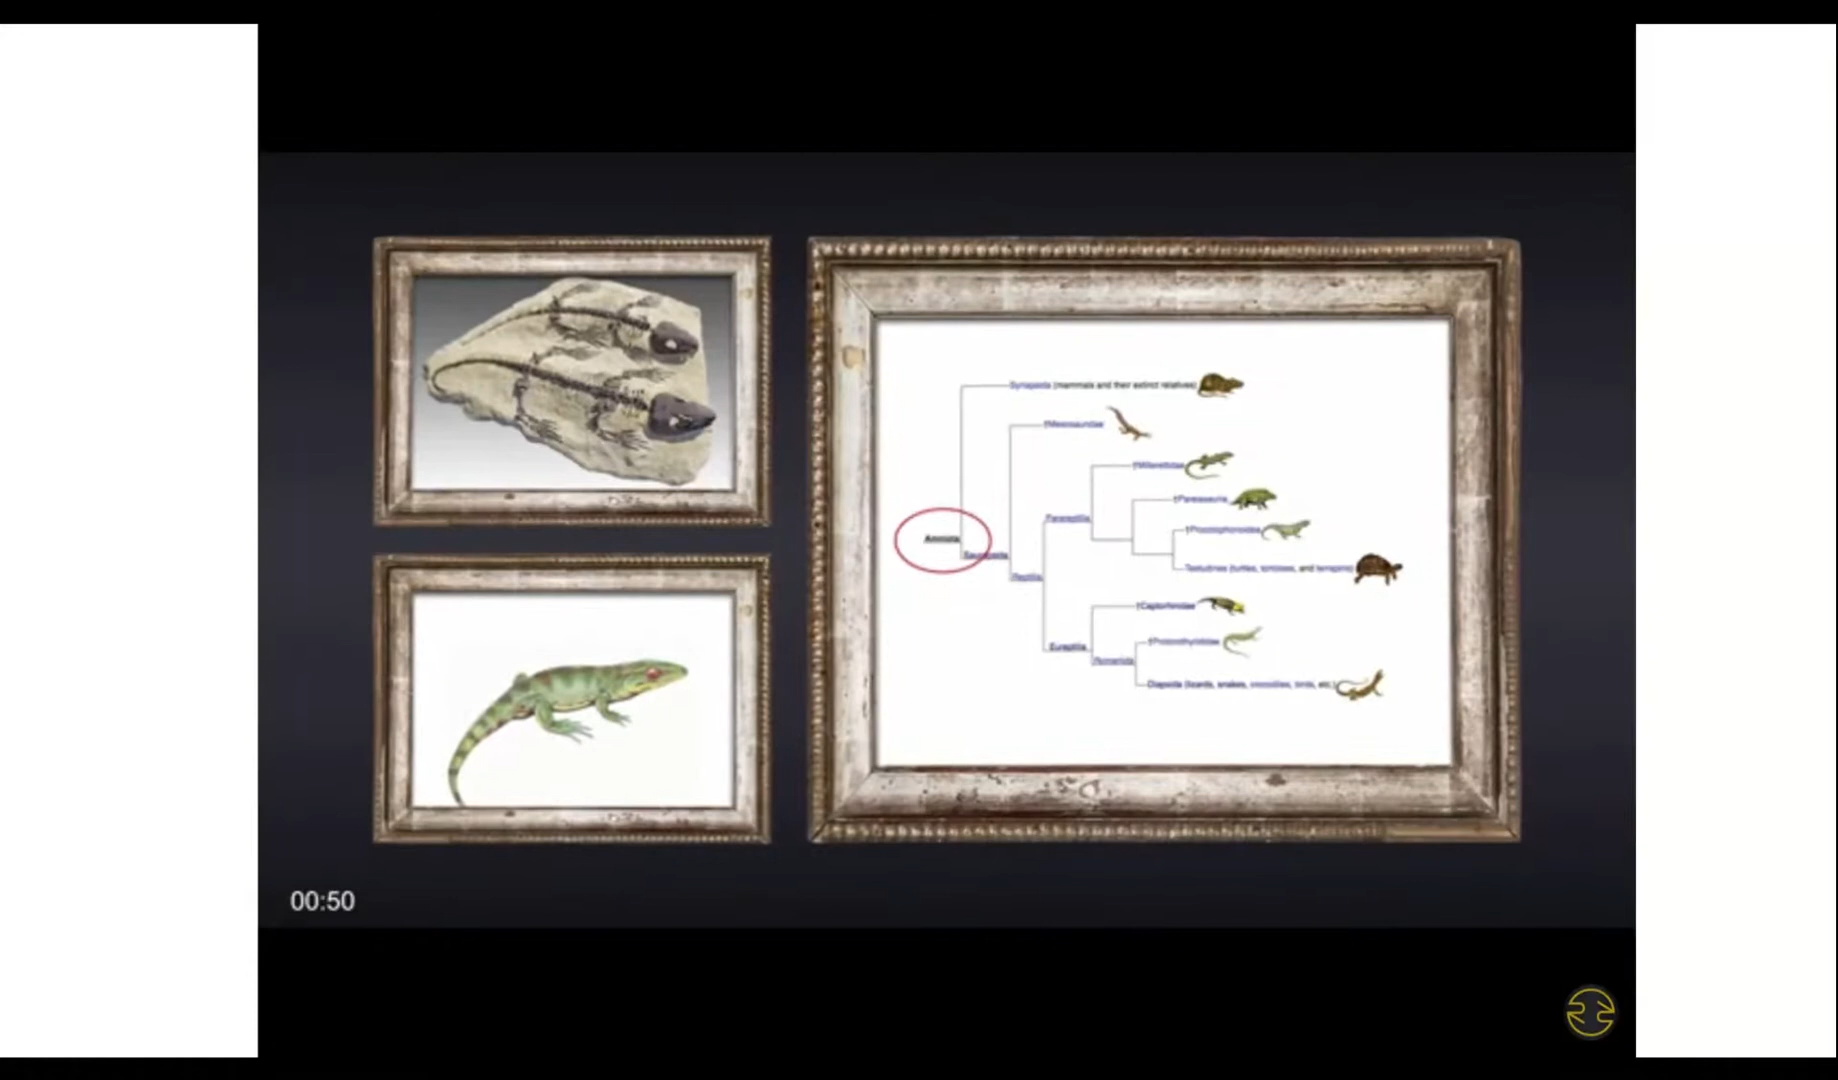 Synapsida (mammals and their extinct relatives)
†Mesosauridae
†Millerettidae
†Pareiasauria
Parareptilia
†Procolophonoidea
Amniota
Sauropsida
Testudines (turtles, tortoises, and terrapins)
Reptilia
†Captorhinidae
†Protorothyrididae
Eureptilia
Romeriida
Diapsida (lizards, snakes, crocodiles, birds, etc.)
00:50